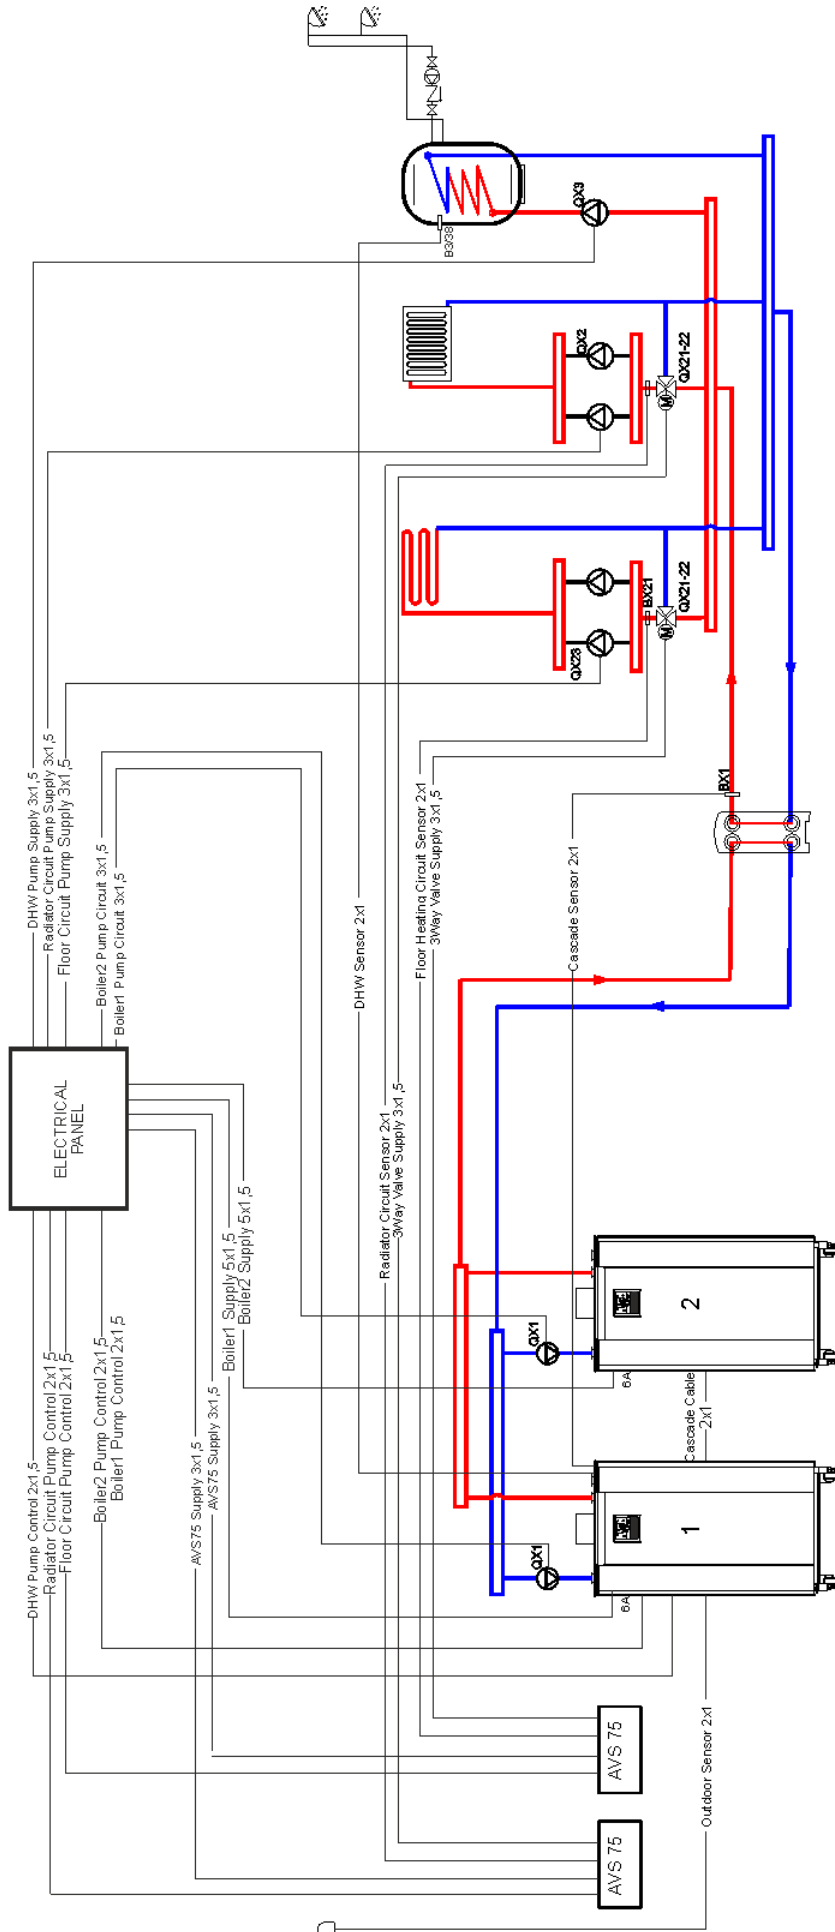 DHW Pump Supply 3x1,5
Radiator Circuit Pump Supply 3x1,5
Floor Circuit Pump Supply 3x1,5
Boiler2 Pump Circuit 3x1,5
Boiler1 Pump Circuit 3x1,5
ELECTRICAL
PANEL
DHW Pump Control 2x1,5
Radiator Circuit Pump Control 2x1,5
Floor Circuit Pump Control 2x1,5
Boiler2 Pump Control 2x1,5
Boiler1 Pump Control 2x1,5
AVS75 Supply 3x1,5
AVS75 Supply 3x1,5
Boiler1 Supply 5x1,5
Boiler2 Supply 5x1,5
DHW Sensor 2x1
Radiator Circuit Sensor 2x1
3Way Valve Supply 3x1,5
Floor Heating Circuit Sensor 2x1
3Way Valve Supply 3x1,5
Cascade Sensor 2x1
B3/38
QX3
QX2
M
QX21-22
QX23
BX21
M
QX21-22
BX1
QX1
6A
2
Cascade Cable
2x1
QX1
6A
1
AVS 75
AVS 75
Outdoor Sensor 2x1